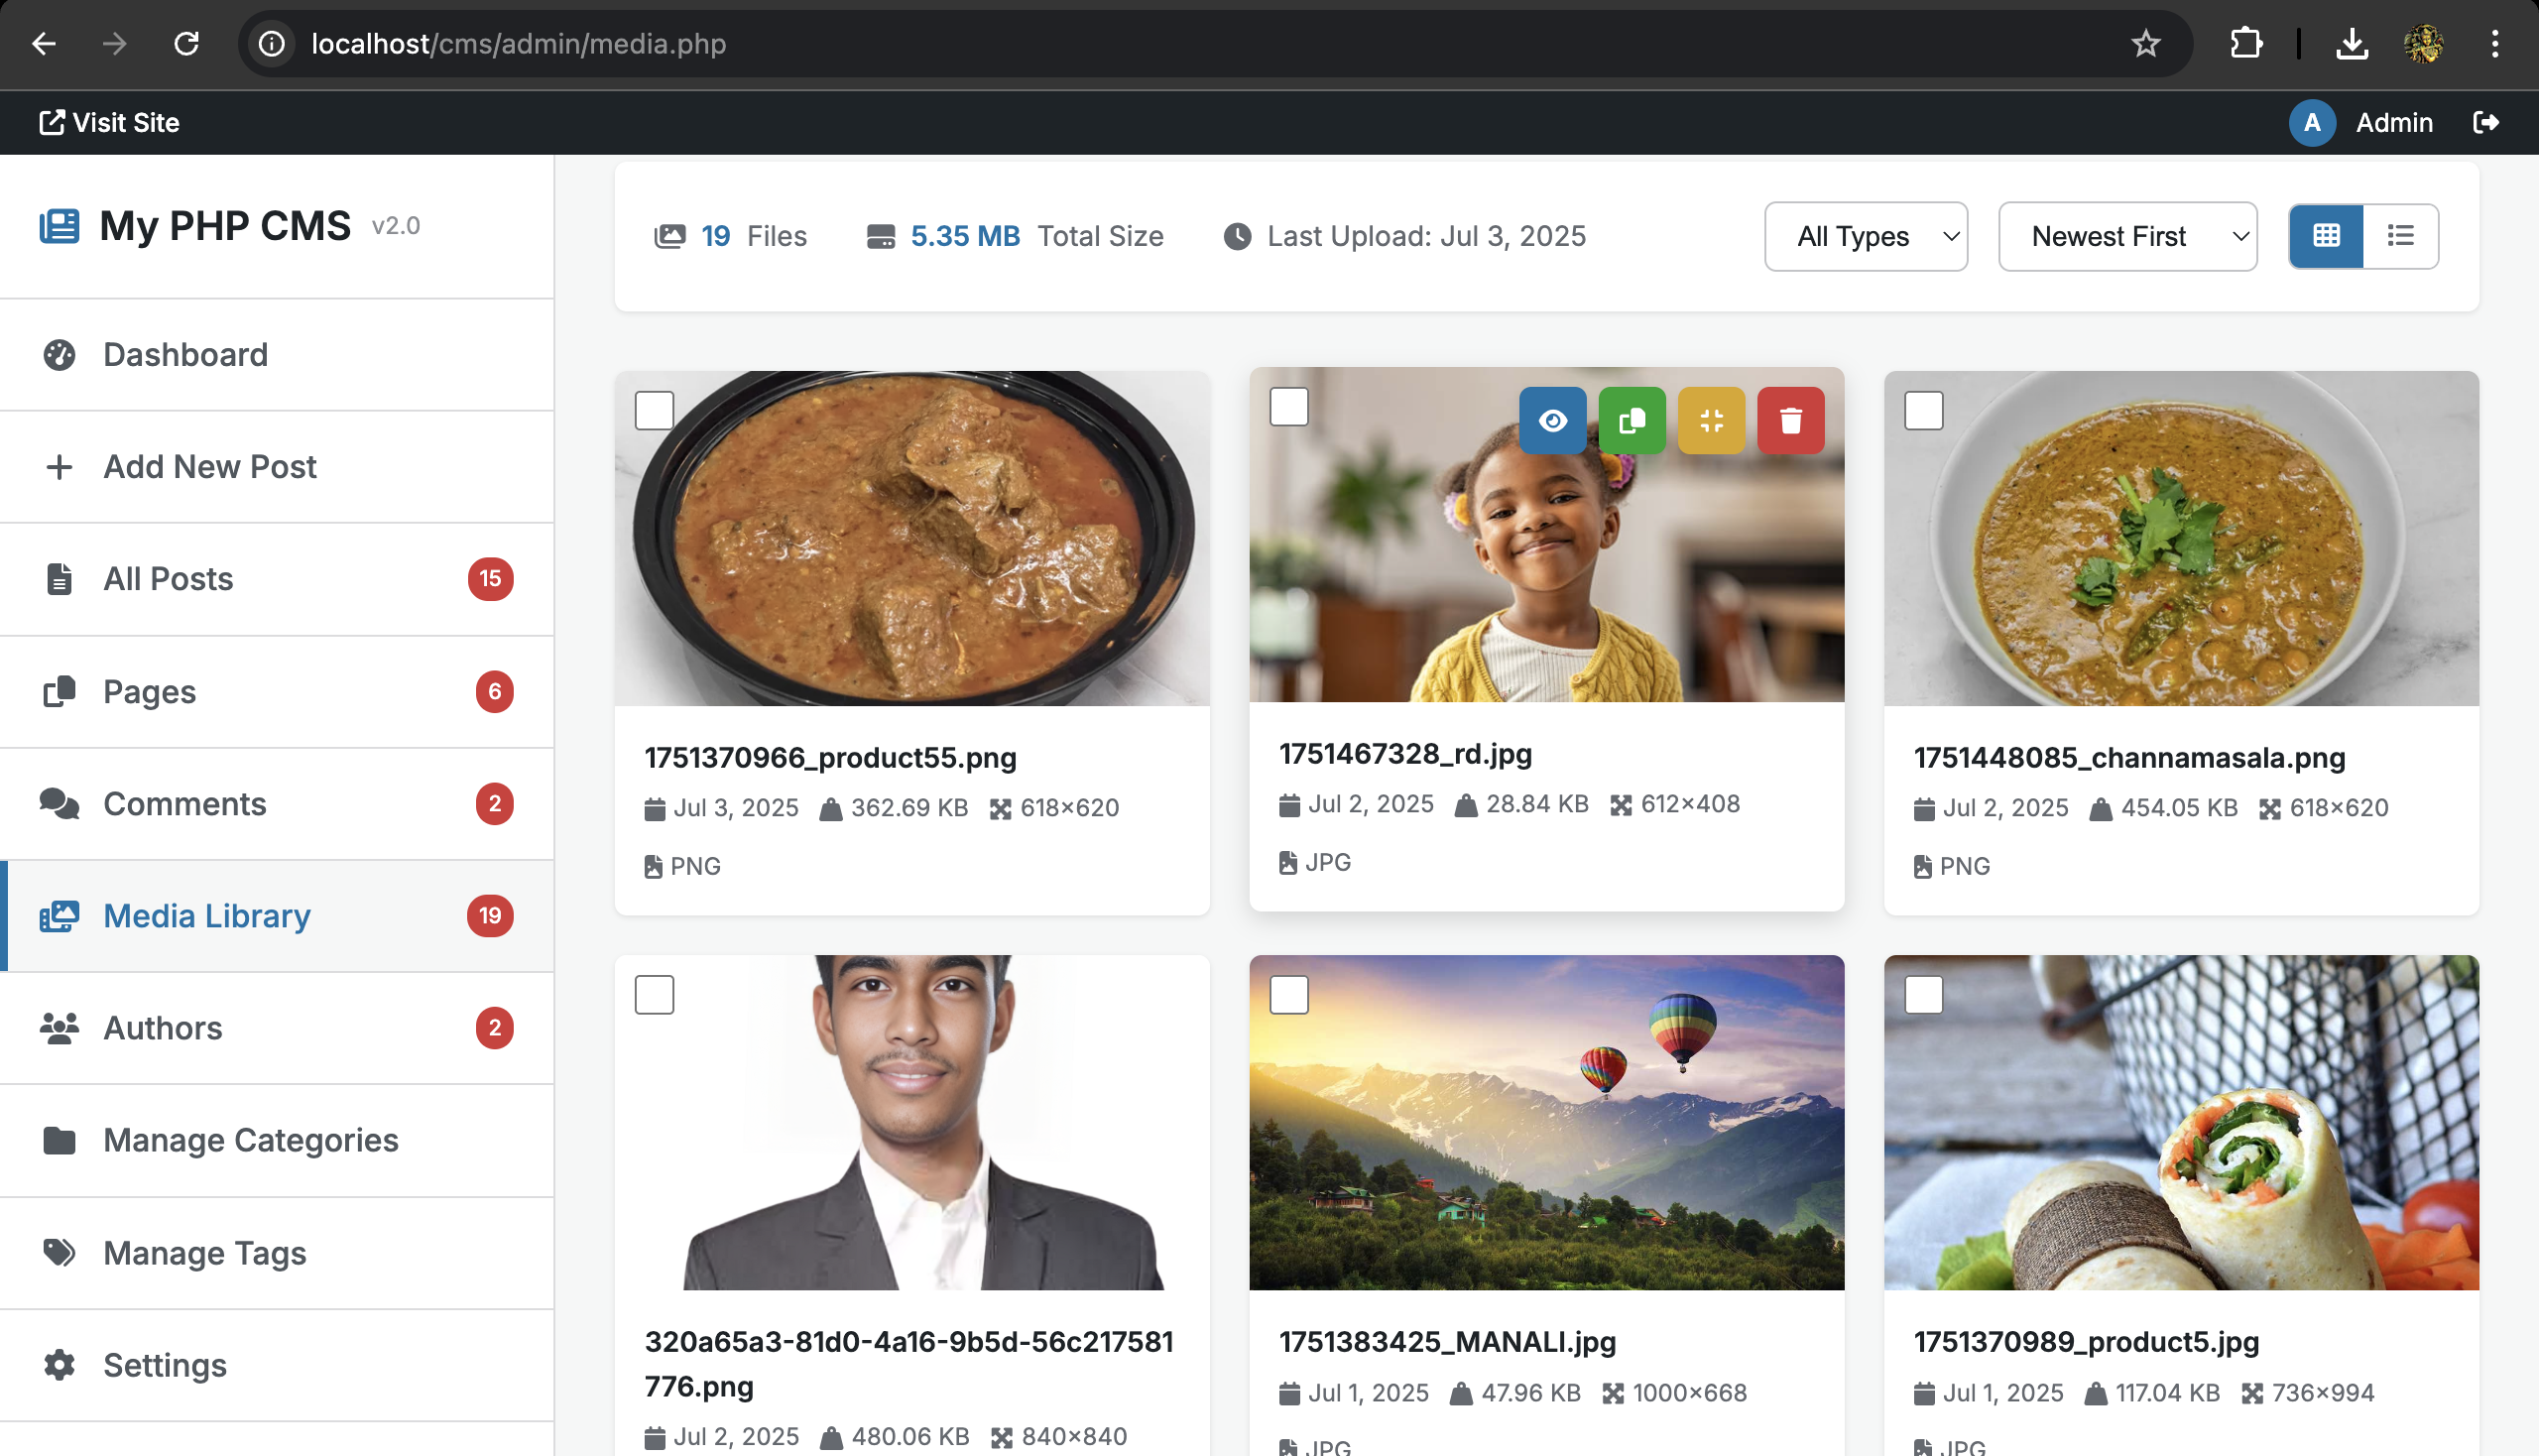 localhost/cms/admin/media.php
Visit Site
A Admin
My PHP CMS v2.0
Dashboard
Add New Post
All Posts 15
Pages 6
Comments 2
Media Library 19
Authors 2
Manage Categories
Manage Tags
Settings
19 Files 5.35 MB Total Size Last Upload: Jul 3, 2025 All Types Newest First
1751370966_product55.png
Jul 3, 2025 362.69 KB 618×620
PNG
1751467328_rd.jpg
Jul 2, 2025 28.84 KB 612×408
JPG
1751448085_channamasala.png
Jul 2, 2025 454.05 KB 618×620
PNG
320a65a3-81d0-4a16-9b5d-56c217581
776.png
Jul 2, 2025 480.06 KB 840×840
1751383425_MANALI.jpg
Jul 1, 2025 47.96 KB 1000×668
JPG
1751370989_product5.jpg
Jul 1, 2025 117.04 KB 736×994
JPG